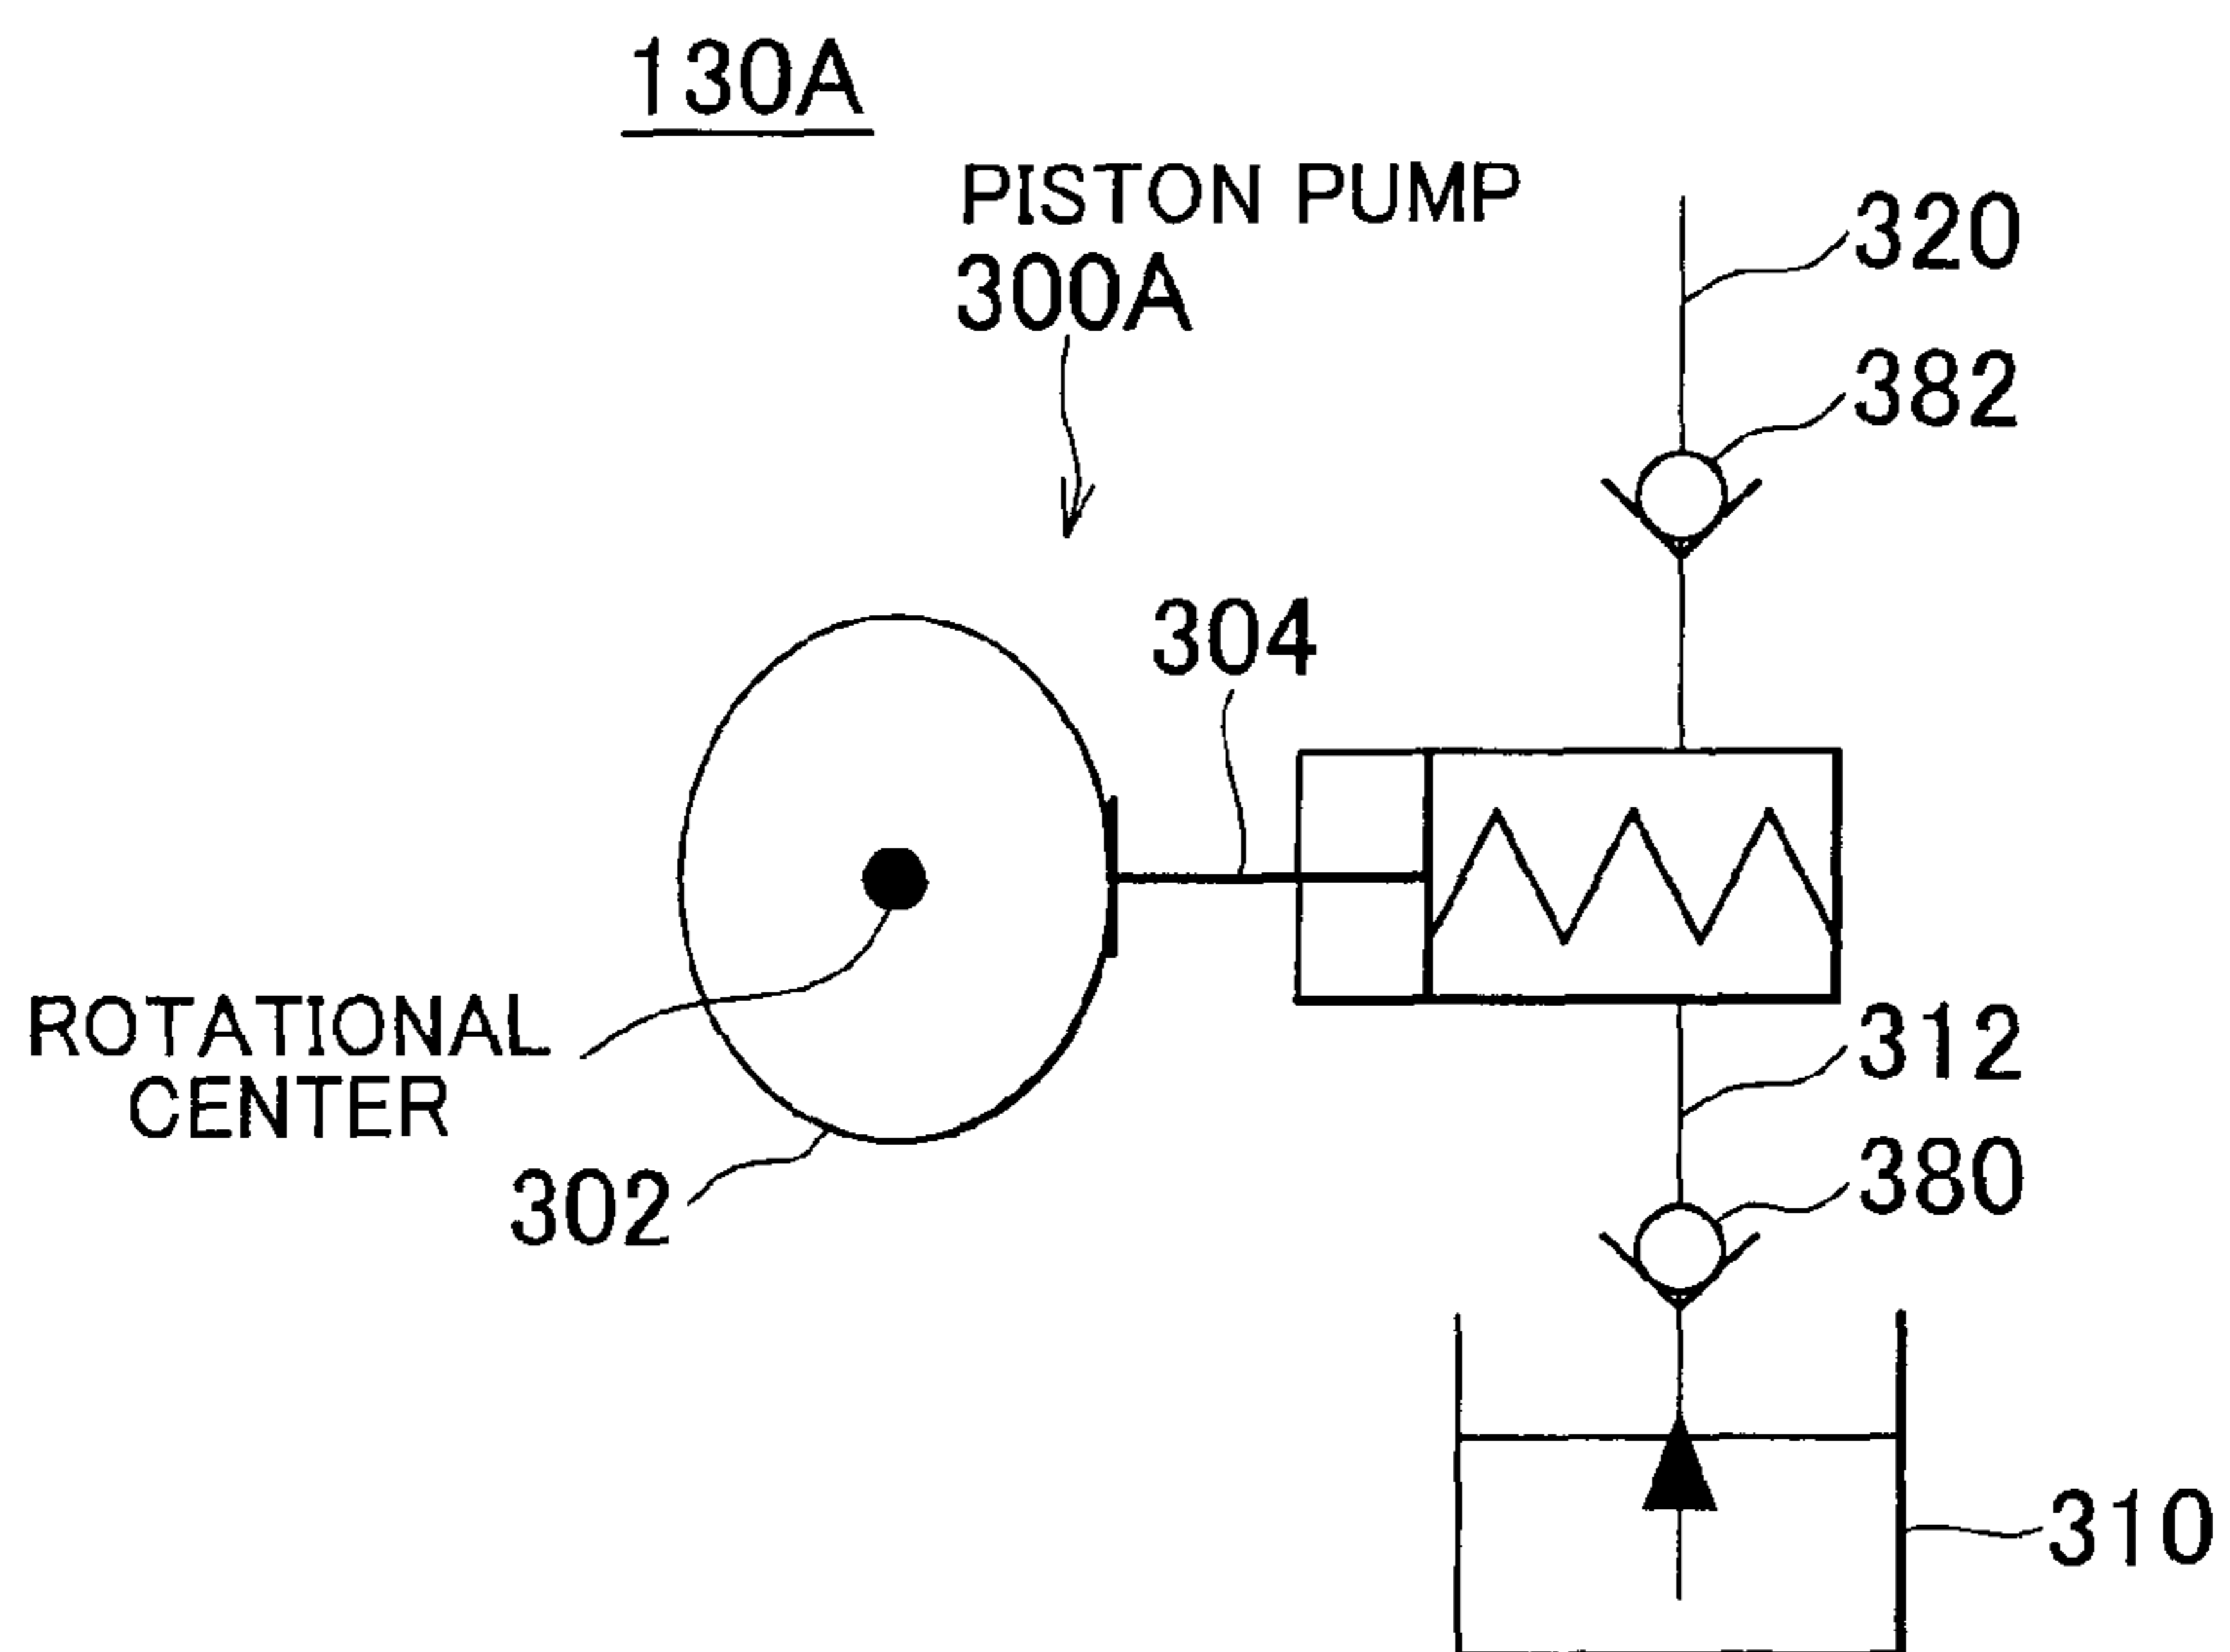 130A
PISTON PUMP
300A
320
382
304
ROTATIONAL
CENTER
302
312
380
310